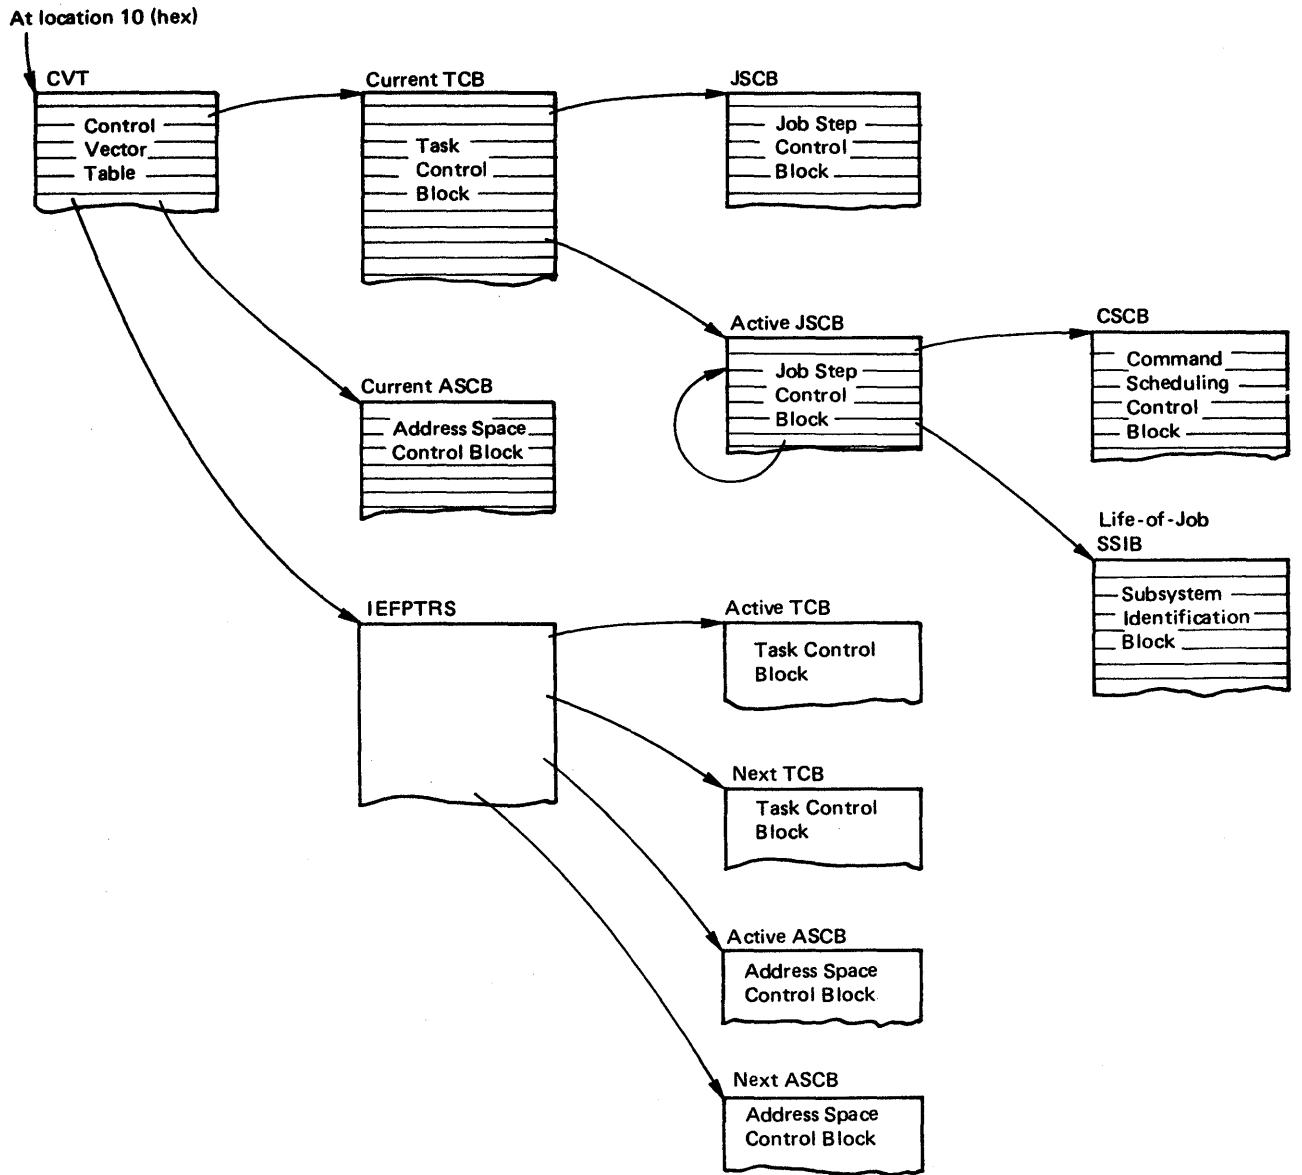 At location 10 (hex)
CVT
Control
Vector
Table
Current TCB
Task
Control
Block
JSCB
Job Step
Control
Block
Active JSCB
Job Step
Control
Block
CSCB
Command
Scheduling
Control
Block
Current ASCB
Address Space
Control Block
Life-of-Job
SSIB
Subsystem
Identification
Block
IEFPTRS
Active TCB
Task Control
Block
Next TCB
Task Control
Block
Active ASCB
Address Space
Control Block
Next ASCB
Address Space
Control Block